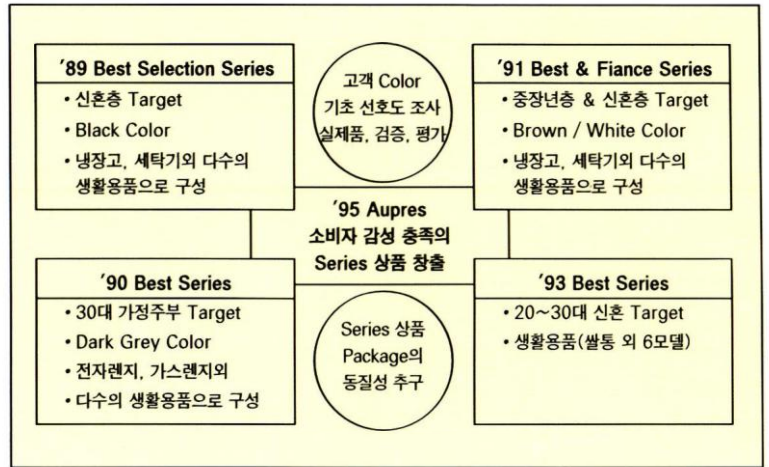 '89 Best Selection Series
• 신혼층 Target
• Black Color
• 냉장고, 세탁기외 다수의
생활용품으로 구성
고객 Color
기초 선호도 조사
실제품, 검증, 평가
'91 Best & Fiance Series
• 중장년층 & 신혼층 Target
• Brown / White Color
• 냉장고, 세탁기외 다수의
생활용품으로 구성
'95 Aupres
소비자 감성 충족의
Series 상품 창출
'90 Best Series
• 30대 가정주부 Target
• Dark Grey Color
• 전자렌지, 가스렌지외
• 다수의 생활용품으로 구성
Series 상품
Package의
동질성 추구
'93 Best Series
• 20~30대 신혼 Target
• 생활용품(쌀통 외 6모델)